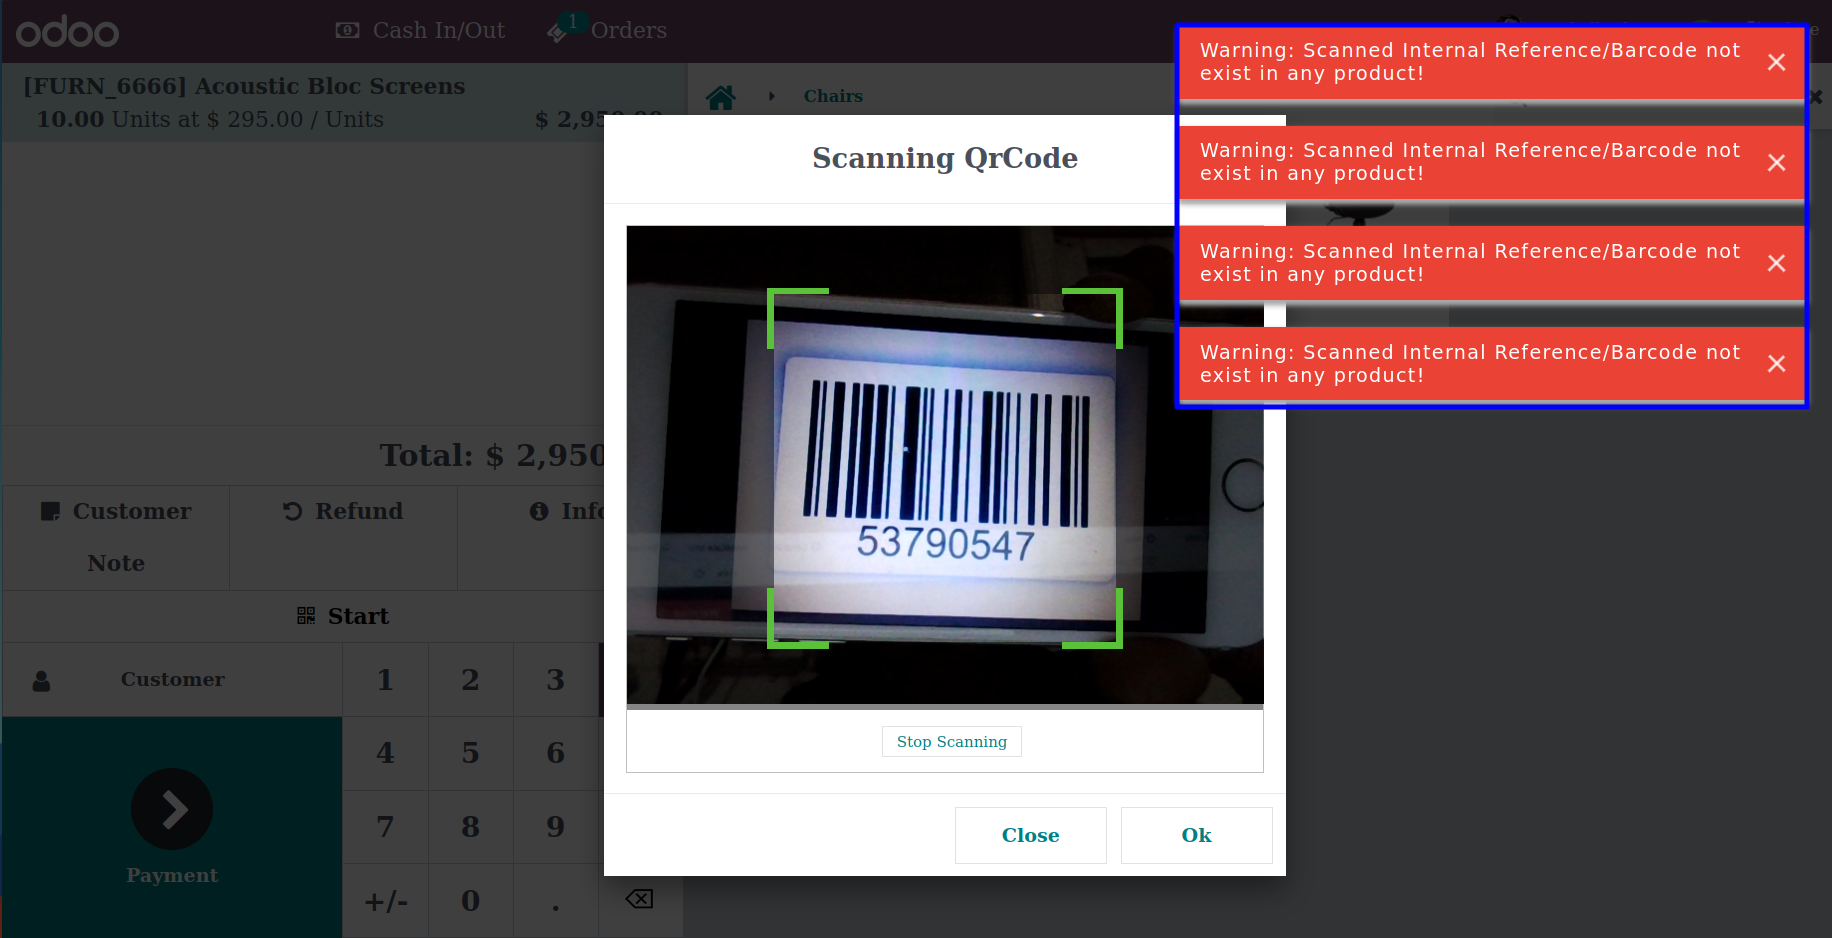 odoo
Cash In/Out
1
Orders
[FURN_6666] Acoustic Bloc Screens
10.00 Units at $ 295.00 / Units
$ 2,950.00
Chairs
Warning: Scanned Internal Reference/Barcode not
exist in any product!
Warning: Scanned Internal Reference/Barcode not
exist in any product!
Warning: Scanned Internal Reference/Barcode not
exist in any product!
Warning: Scanned Internal Reference/Barcode not
exist in any product!
Scanning QrCode
53790547
Stop Scanning
Close
Ok
Total: $ 2,950
Customer
Note
Refund
Info
Start
Customer
1
2
3
4
5
6
7
8
9
+/-
0
.
Payment